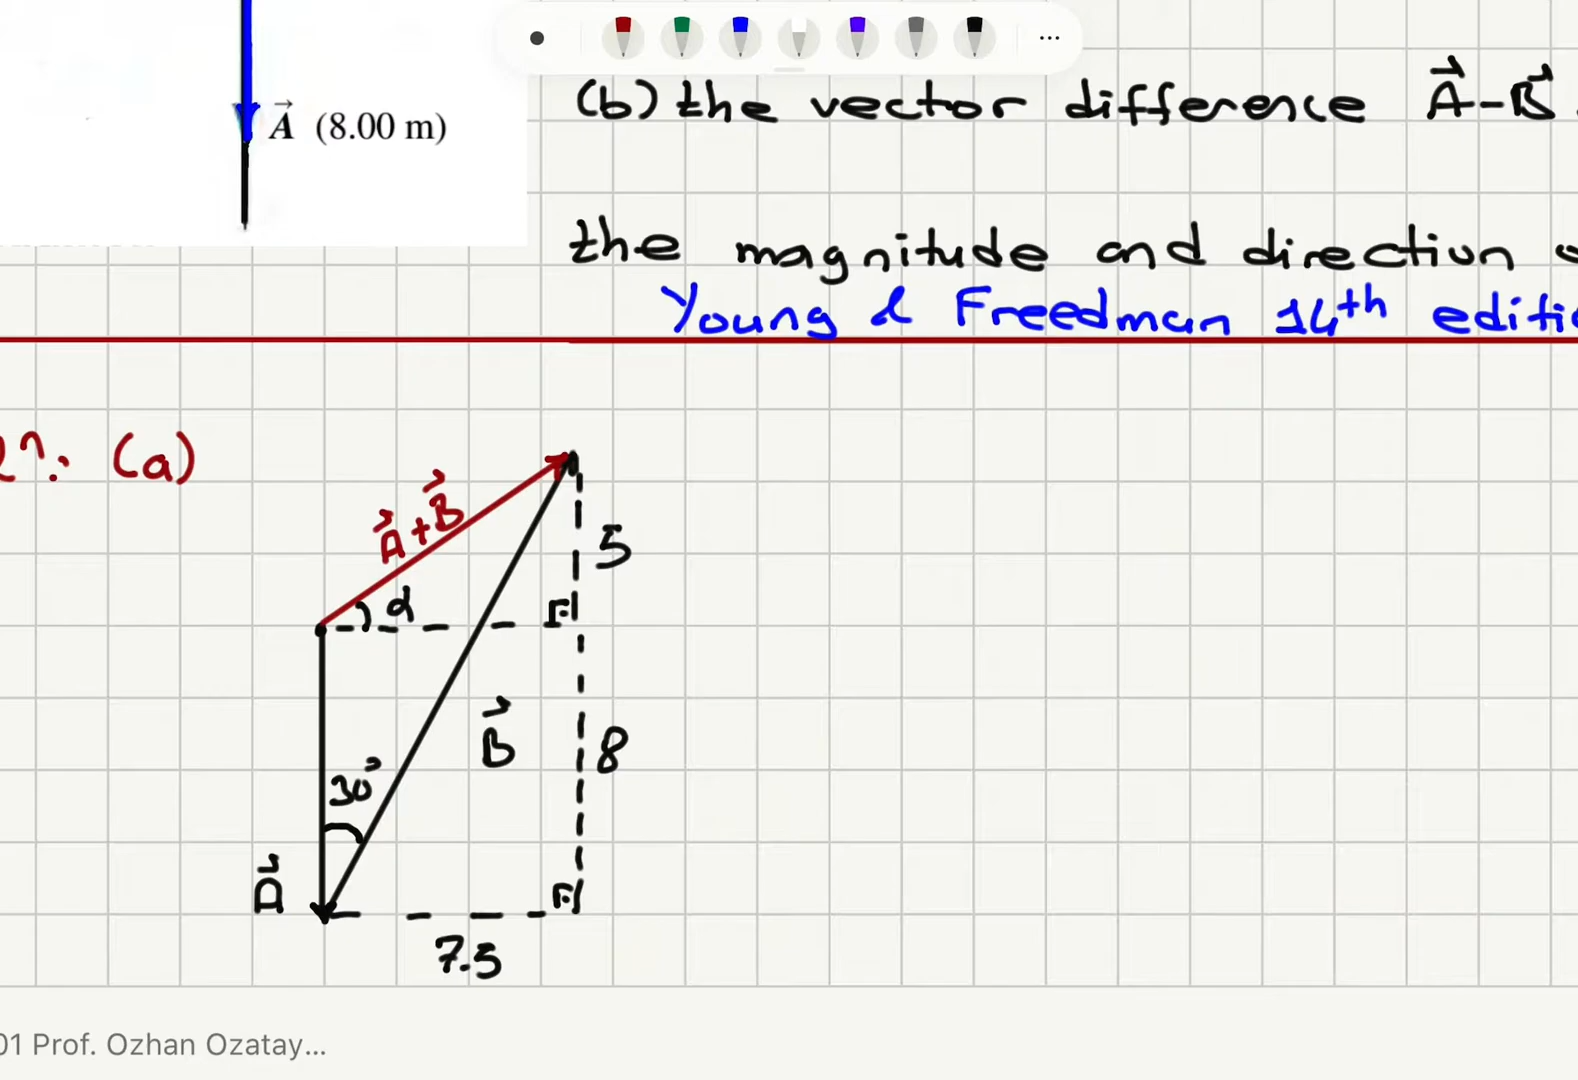 A⃗ (8.00 m)
(b) the vector difference A⃗-B⃗
the magnitude and direction
Young & Freedman 14th
(a)
A⃗+B⃗
5
α
B⃗
8
30°
A⃗
7.5
01 Prof. Ozhan Ozatay...